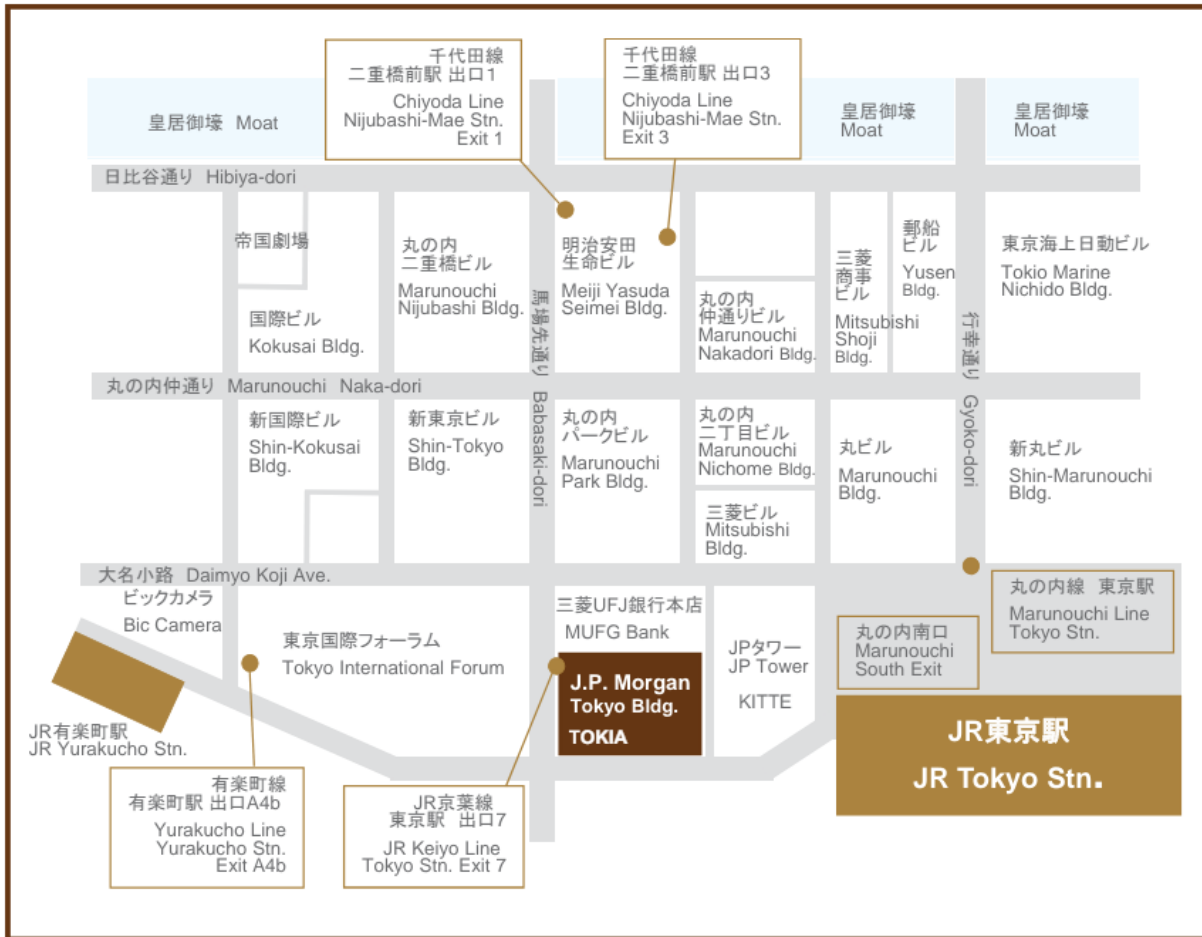 千代田線
二重橋前駅 出口1
Chiyoda Line
Nijubashi-Mae Stn.
Exit 1
千代田線
二重橋前駅 出口3
Chiyoda Line
Nijubashi-Mae Stn.
Exit 3
皇居御壕 Moat
皇居御壕
Moat
皇居御壕
Moat
日比谷通り Hibiya-dori
帝国劇場
国際ビル
Kokusai Bldg.
丸の内
二重橋ビル
Marunouchi
Nijubashi Bldg.
馬場先通り Babasaki-dori
明治安田
生命ビル
Meiji Yasuda
Seimei Bldg.
丸の内
仲通りビル
Marunouchi
Nakadori Bldg.
三菱
商事
ビル
Mitsubishi
Shoji
Bldg.
郵船
ビル
Yusen
Bldg.
行幸通り Gyoko-dori
東京海上日動ビル
Tokio Marine
Nichido Bldg.
丸の内仲通り Marunouchi Naka-dori
新国際ビル
Shin-Kokusai
Bldg.
新東京ビル
Shin-Tokyo
Bldg.
丸の内
パークビル
Marunouchi
Park Bldg.
丸の内
二丁目ビル
Marunouchi
Nichome Bldg.
三菱ビル
Mitsubishi
Bldg.
丸ビル
Marunouchi
Bldg.
新丸ビル
Shin-Marunouchi
Bldg.
大名小路 Daimyo Koji Ave.
ビックカメラ
Bic Camera
東京国際フォーラム
Tokyo International Forum
三菱UFJ銀行本店
MUFG Bank
J.P. Morgan
Tokyo Bldg.
TOKIA
JPタワー
JP Tower
KITTE
丸の内南口
Marunouchi
South Exit
丸の内線 東京駅
Marunouchi Line
Tokyo Stn.
JR有楽町駅
JR Yurakucho Stn.
JR東京駅
JR Tokyo Stn.
有楽町線
有楽町駅 出口A4b
Yurakucho Line
Yurakucho Stn.
Exit A4b
JR京葉線
東京駅 出口7
JR Keiyo Line
Tokyo Stn. Exit 7